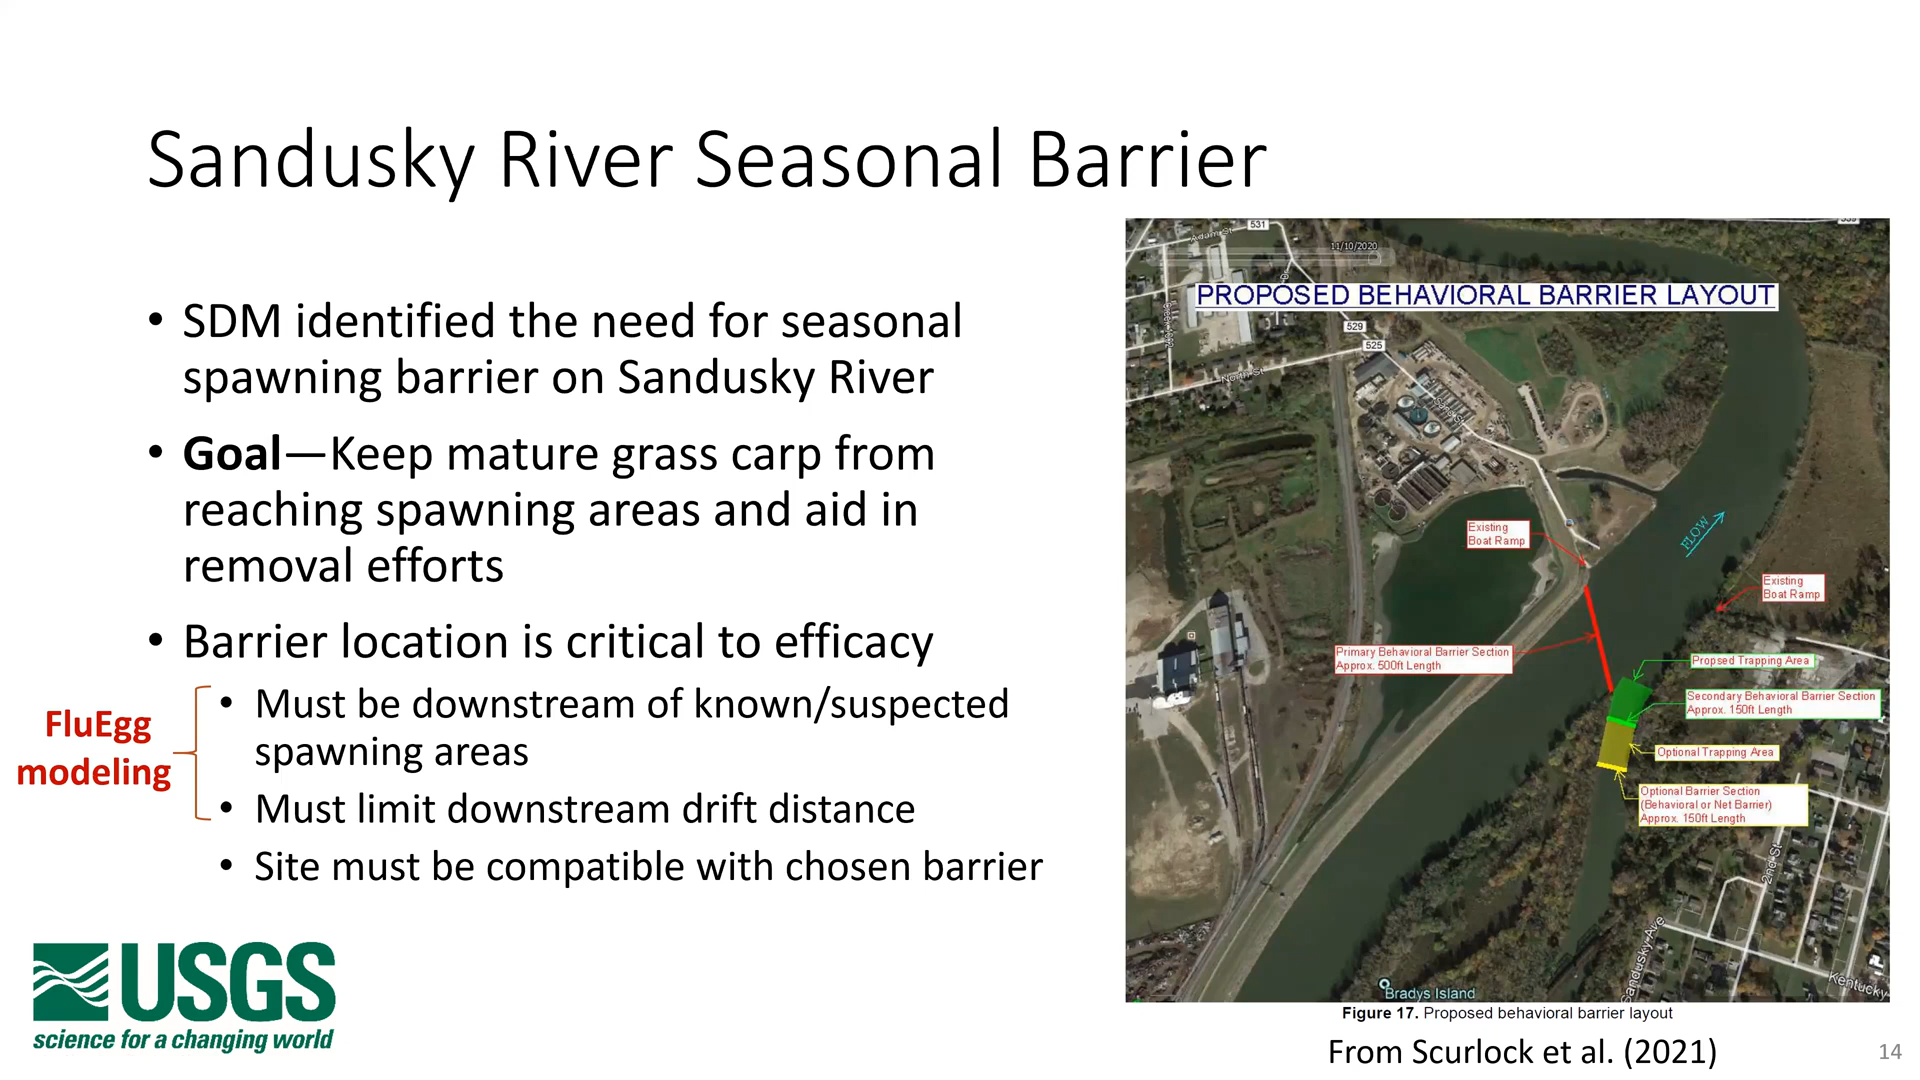 Sandusky River Seasonal Barrier
• SDM identified the need for seasonal
spawning barrier on Sandusky River
• Goal—Keep mature grass carp from
reaching spawning areas and aid in
removal efforts
• Barrier location is critical to efficacy
• Must be downstream of known/suspected
spawning areas
• Must limit downstream drift distance
• Site must be compatible with chosen barrier
FluEgg
modeling
USGS
science for a changing world
Adam St
531
11/10/2020
PROPOSED BEHAVIORAL BARRIER LAYOUT
529
525
North St
Sand St
Existing
Boat Ramp
FLOW
Existing
Boat Ramp
Primary Behavioral Barrier Section
Approx. 500ft Length
Propsed Trapping Area
Secondary Behavioral Barrier Section
Approx. 150ft Length
Optional Trapping Area
Optional Barrier Section
(Behavioral or Net Barrier)
Approx. 150ft Length
2nd St
Sandusky Ave
Kentucky
Bradys Island
Figure 17. Proposed behavioral barrier layout
From Scurlock et al. (2021)
14